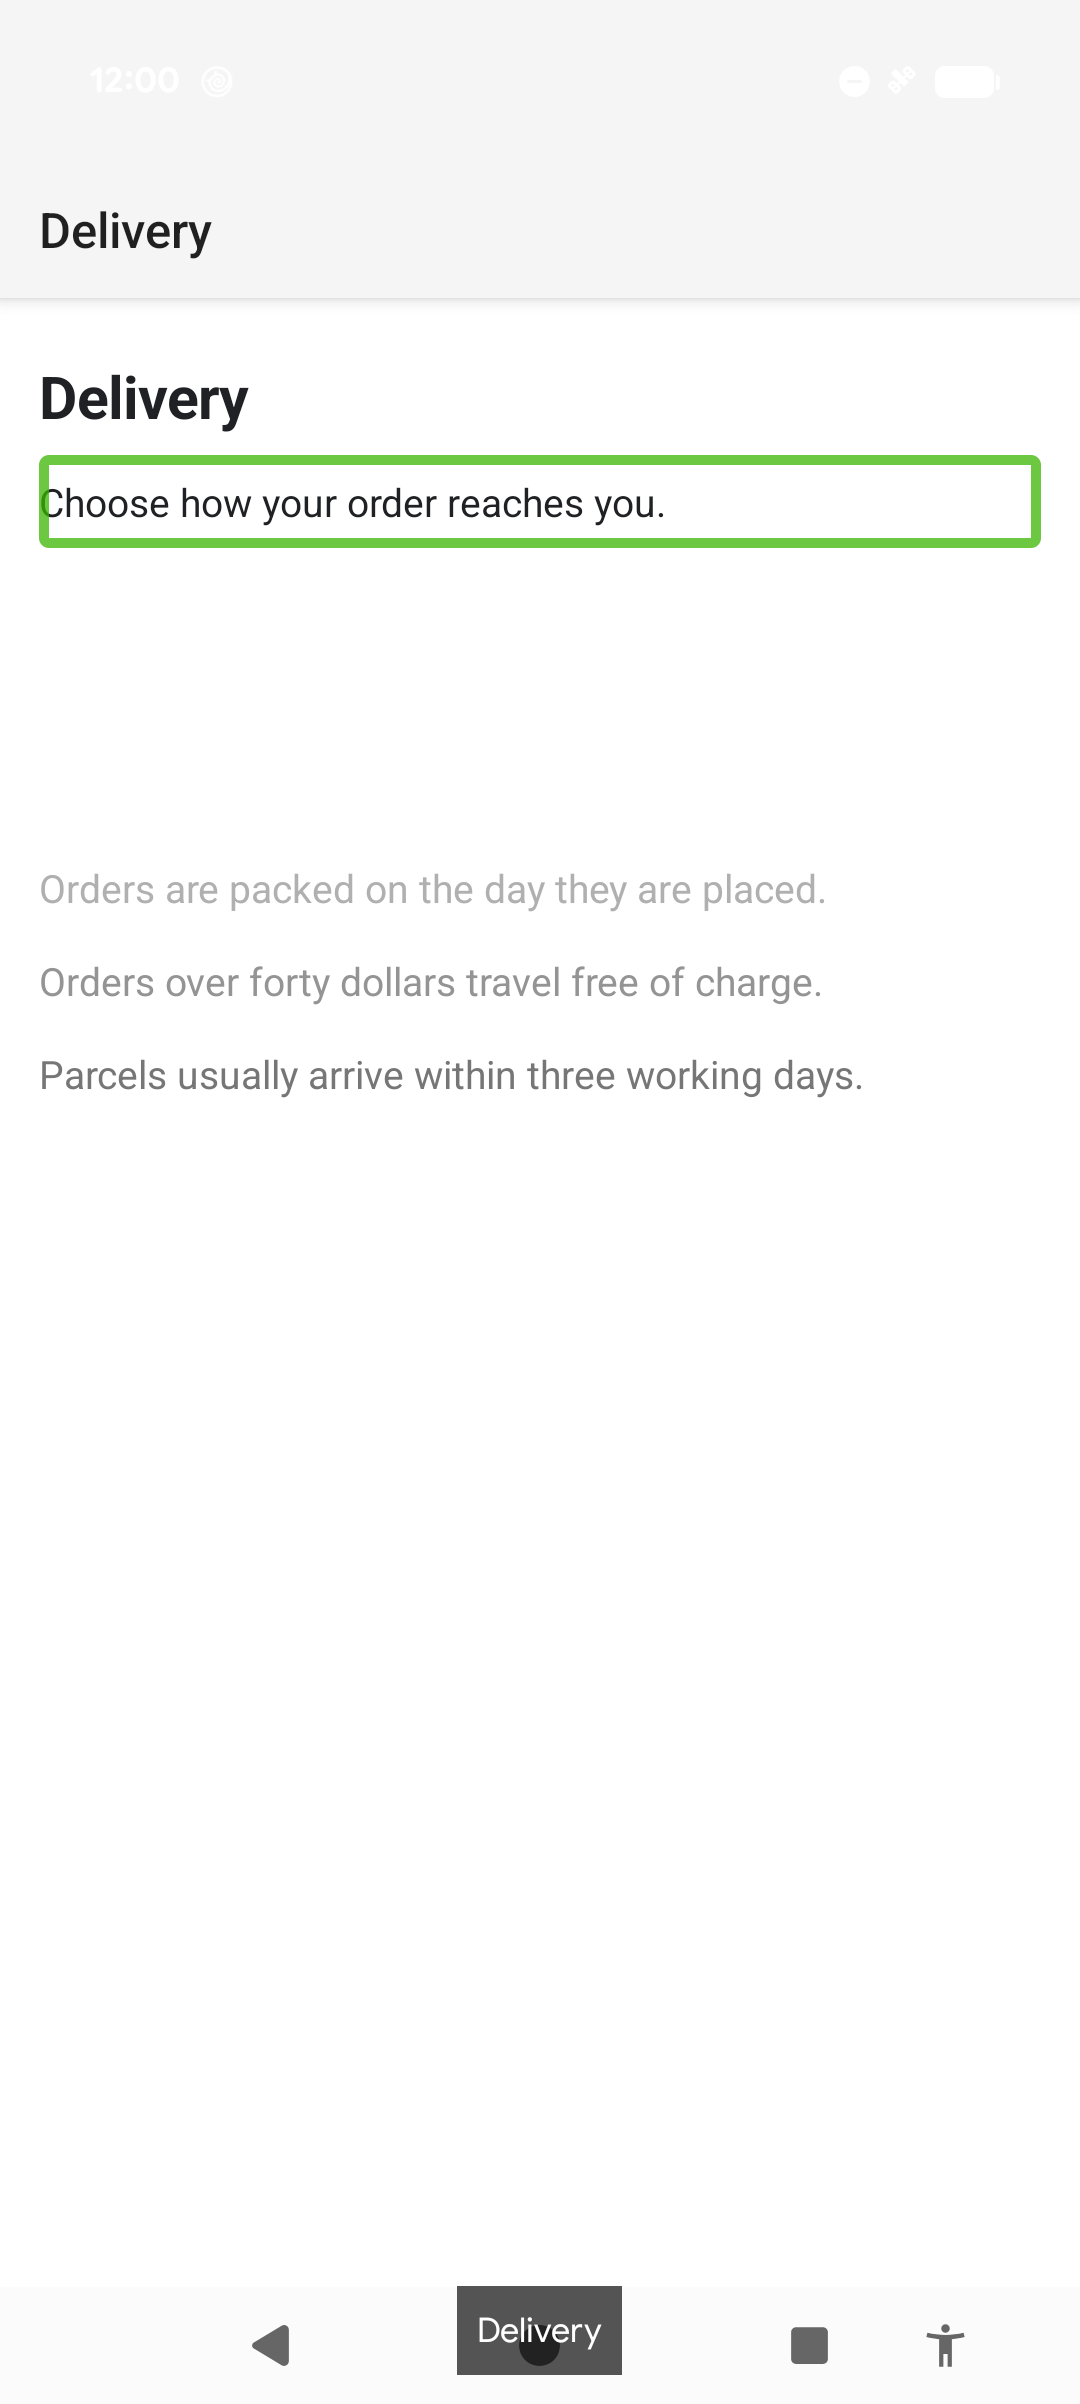 12:00
Delivery
Delivery
Choose how your order reaches you.
Orders are packed on the day they are placed.
Orders over forty dollars travel free of charge.
Parcels usually arrive within three working days.
Delivery